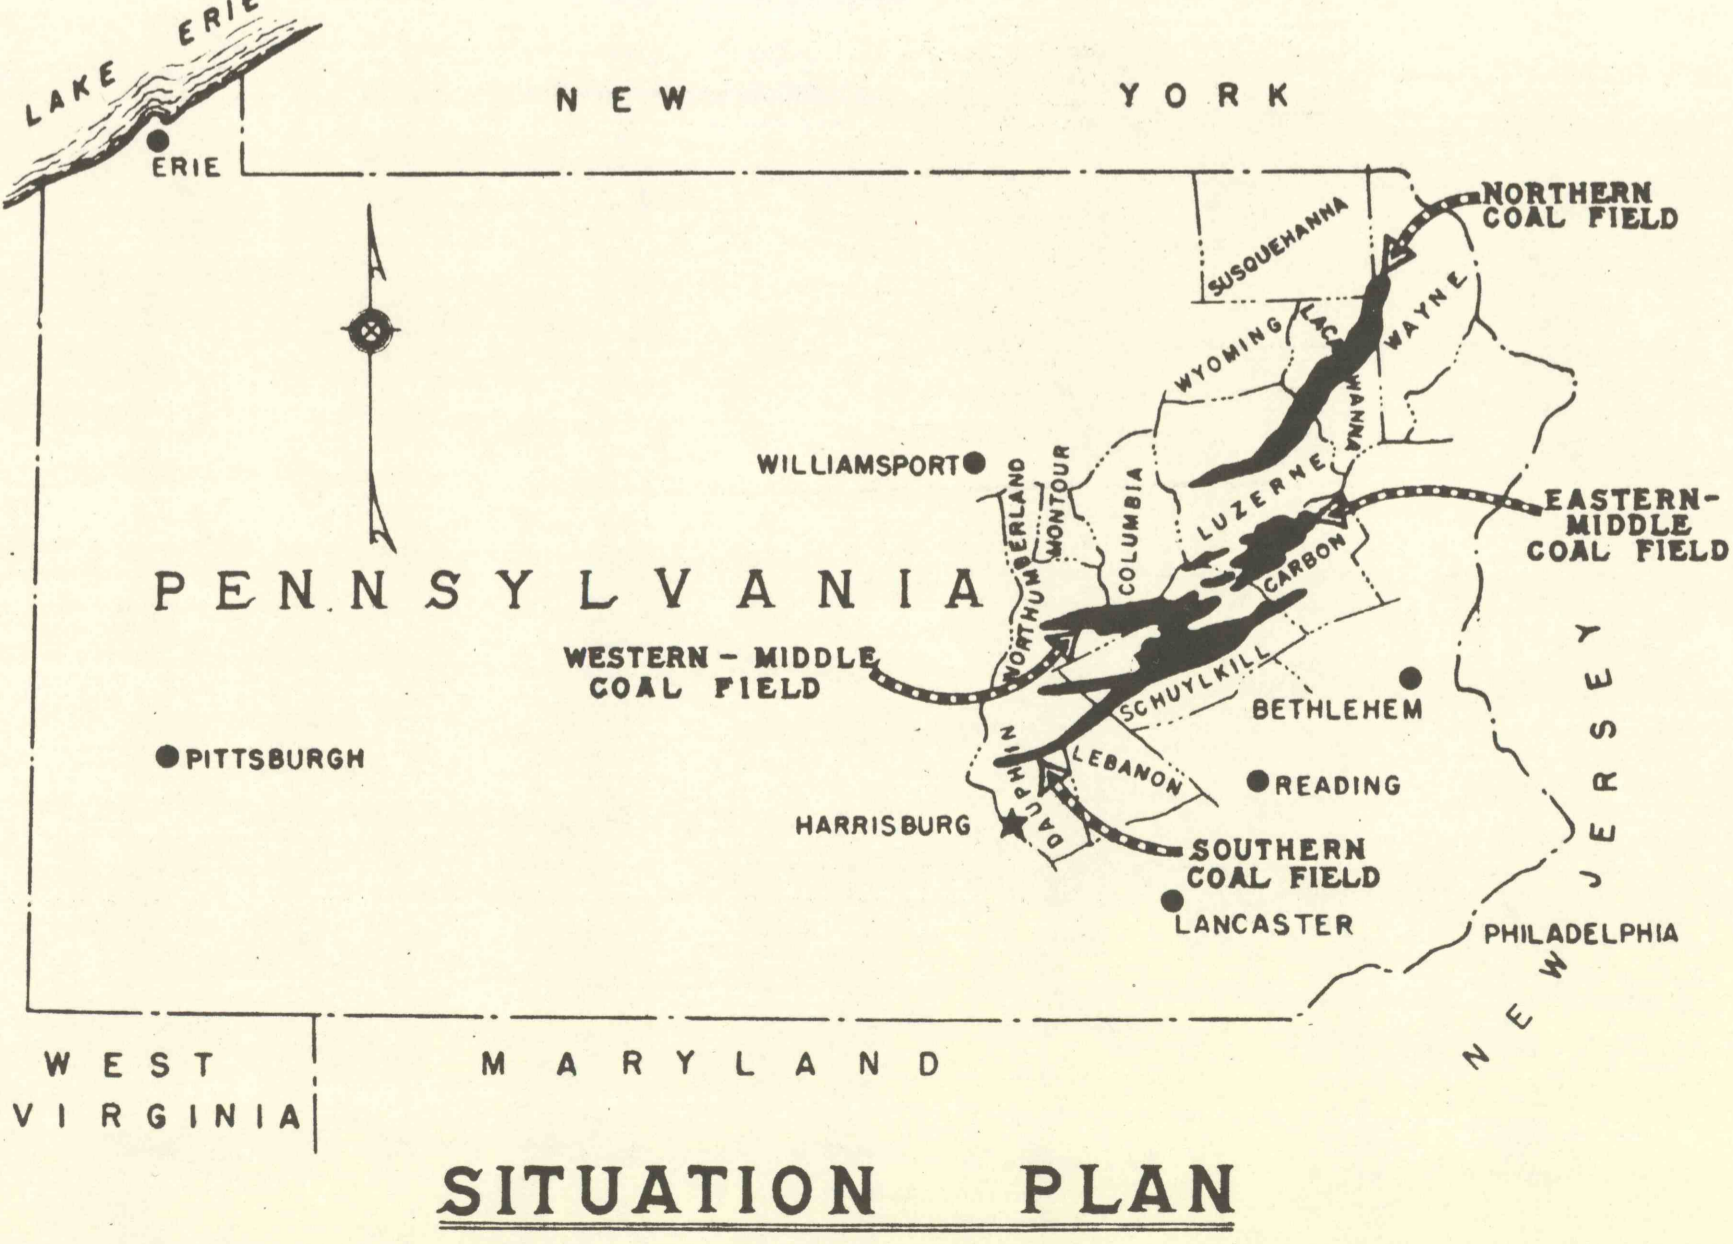 LAKE ERIE
NEW YORK
ERIE
NORTHERN
COAL FIELD
SUSQUEHANNA
WAYNE
LACKAWANNA
WYOMING
WILLIAMSPORT
NORTHUMBERLAND
MONTOUR
COLUMBIA
LUZERNE
EASTERN-
MIDDLE
COAL FIELD
CARBON
PENNSYLVANIA
WESTERN - MIDDLE
COAL FIELD
SCHUYLKILL
BETHLEHEM
PITTSBURGH
DAUPHIN
LEBANON
READING
HARRISBURG
SOUTHERN
COAL FIELD
LANCASTER
PHILADELPHIA
NEW JERSEY
WEST
VIRGINIA
MARYLAND
SITUATION PLAN